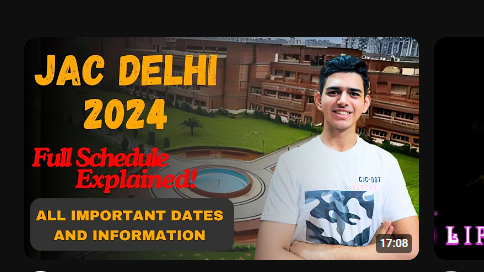 JAC DELHI
2024
Full Schedule
Explained!
ALL IMPORTANT DATES
AND INFORMATION
17:08